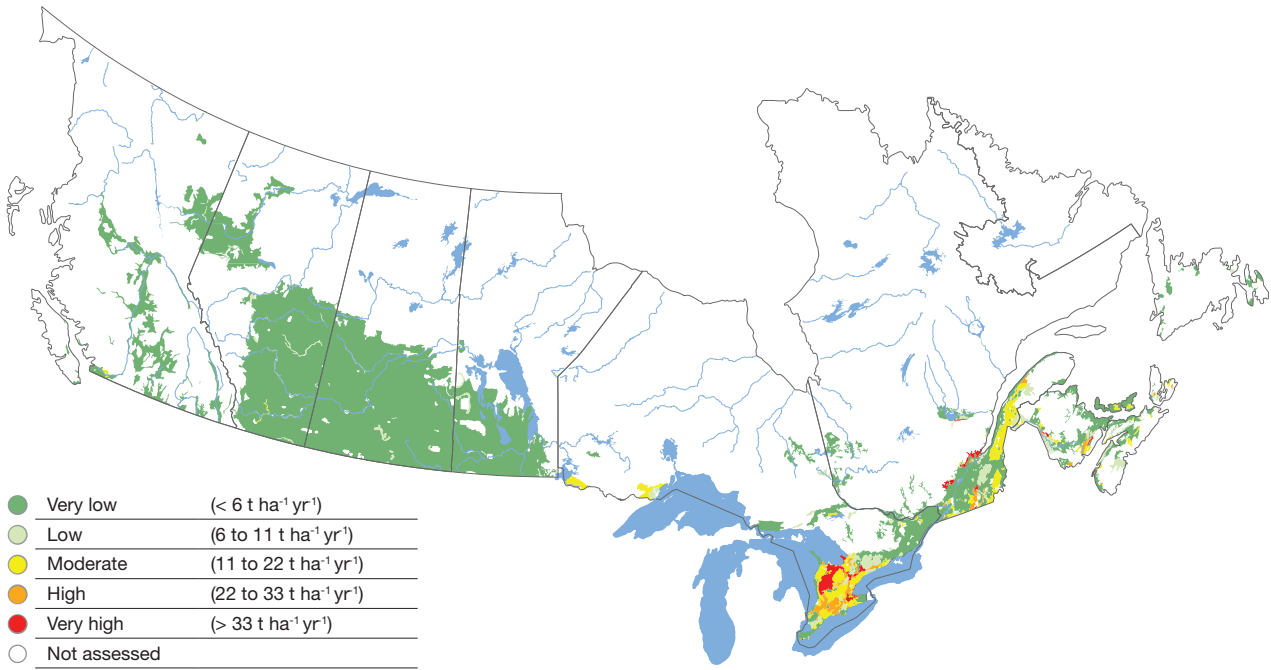 Very low (< 6 t ha⁻¹ yr⁻¹)
Low (6 to 11 t ha⁻¹ yr⁻¹)
Moderate (11 to 22 t ha⁻¹ yr⁻¹)
High (22 to 33 t ha⁻¹ yr⁻¹)
Very high (> 33 t ha⁻¹ yr⁻¹)
Not assessed